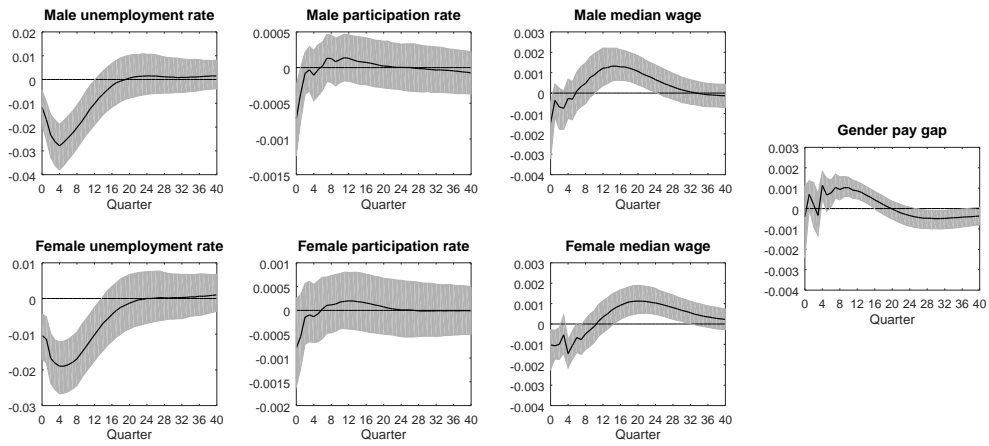 Male unemployment rate
0.02
0.01
0
-0.01
-0.02
-0.03
-0.04
0 4 8 12 16 20 24 28 32 36 40
Quarter
Male participation rate
0.0005
0
-0.0005
-0.001
-0.0015
0 4 8 12 16 20 24 28 32 36 40
Quarter
Male median wage
0.003
0.002
0.001
0
-0.001
-0.002
-0.003
-0.004
0 4 8 12 16 20 24 28 32 36 40
Quarter
Gender pay gap
0.003
0.002
0.001
0
-0.001
-0.002
-0.003
-0.004
0 4 8 12 16 20 24 28 32 36 40
Quarter
Female unemployment rate
0.01
0
-0.01
-0.02
-0.03
0 4 8 12 16 20 24 28 32 36 40
Quarter
Female participation rate
0.001
0.0005
0
-0.0005
-0.001
-0.0015
-0.002
0 4 8 12 16 20 24 28 32 36 40
Quarter
Female median wage
0.003
0.002
0.001
0
-0.001
-0.002
-0.003
-0.004
0 4 8 12 16 20 24 28 32 36 40
Quarter